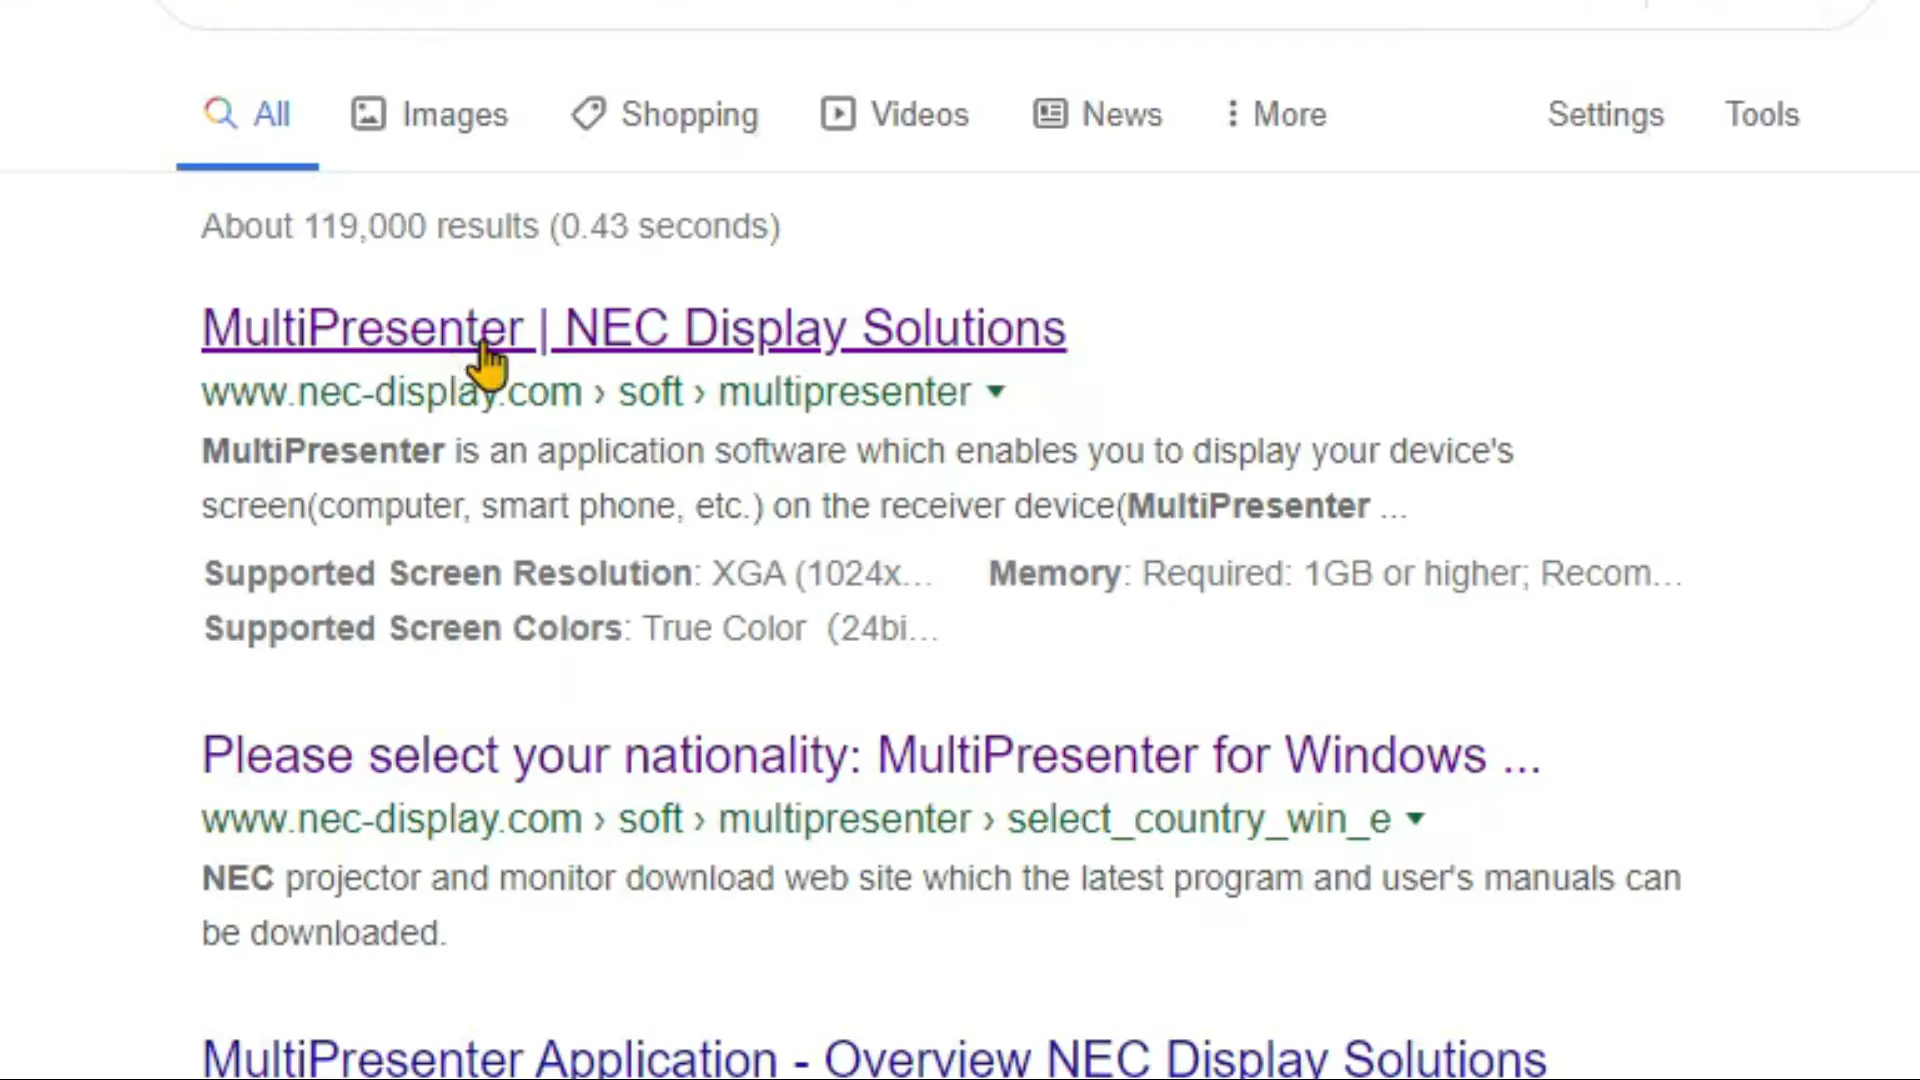 All Images Shopping Videos News More Settings Tools
About 119,000 results (0.43 seconds)
MultiPresenter | NEC Display Solutions
www.nec-display.com › soft › multipresenter
MultiPresenter is an application software which enables you to display your device's
screen(computer, smart phone, etc.) on the receiver device(MultiPresenter ...
Supported Screen Resolution: XGA (1024x... Memory: Required: 1GB or higher; Recom...
Supported Screen Colors: True Color (24bi...
Please select your nationality: MultiPresenter for Windows ...
www.nec-display.com › soft › multipresenter › select_country_win_e
NEC projector and monitor download web site which the latest program and user's manuals can
be downloaded.
MultiPresenter Application - Overview NEC Display Solutions